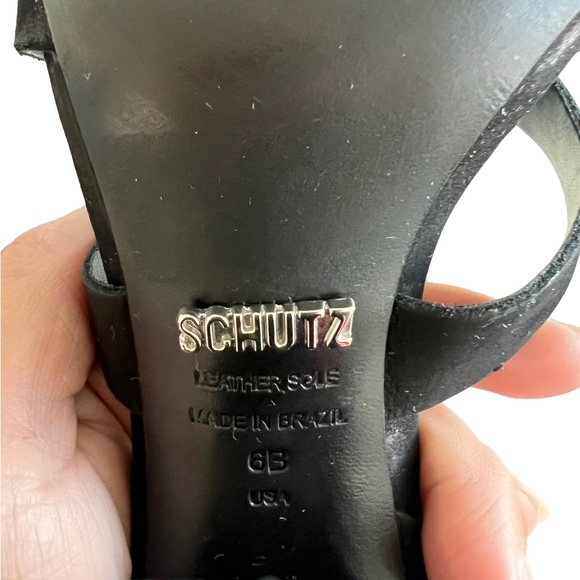 SCHUTZ
LEATHER SOLE
MADE IN BRAZIL
6B
USA